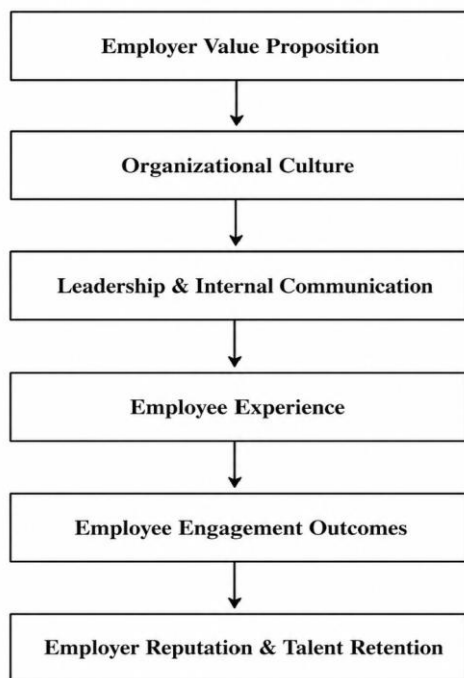 Employer Value Proposition
Organizational Culture
Leadership & Internal Communication
Employee Experience
Employee Engagement Outcomes
Employer Reputation & Talent Retention